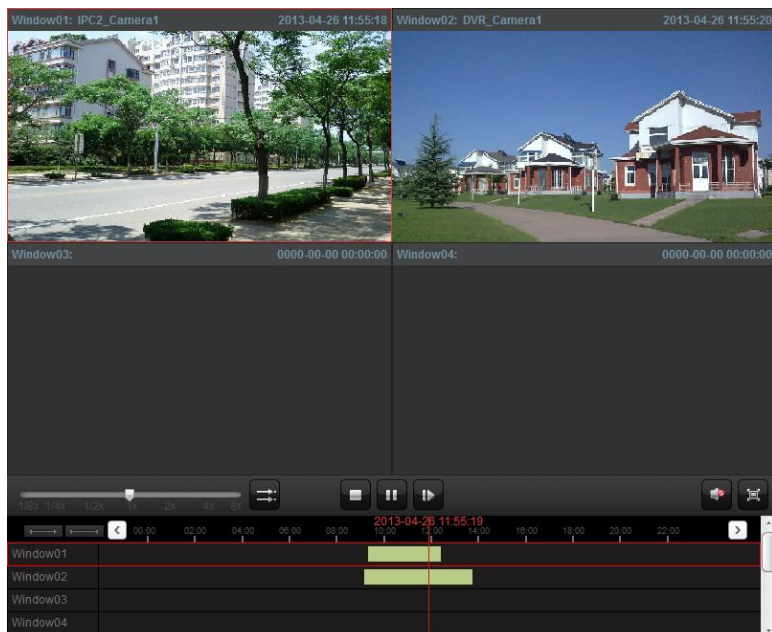 Window01: IPC2_Camera1 2013-04-26 11:55:18
Window02: DVR_Camera1 2013-04-26 11:55:20
Window03: 0000-00-00 00:00:00
Window04: 0000-00-00 00:00:00
1/8x 1/4x 1/2x 1x 2x 4x 8x
2013-04-26 11:55:19
00:00 02:00 04:00 06:00 08:00 10:00 12:00 14:00 16:00 18:00 20:00 22:00
Window01
Window02
Window03
Window04